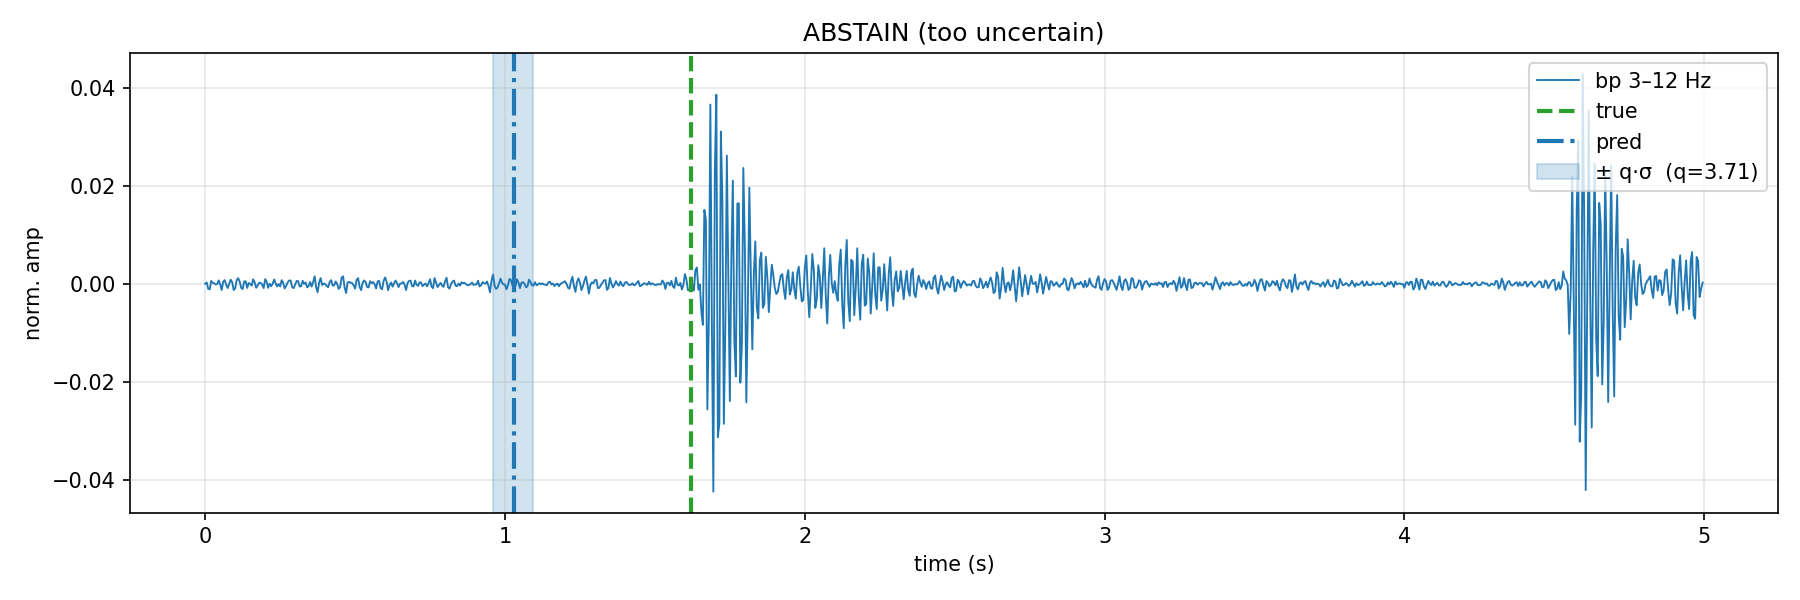 ABSTAIN (too uncertain)
norm. amp
0.04
0.02
0.00
−0.02
−0.04
bp 3–12 Hz
true
pred
± q·σ (q=3.71)
0
1
2
3
4
5
time (s)